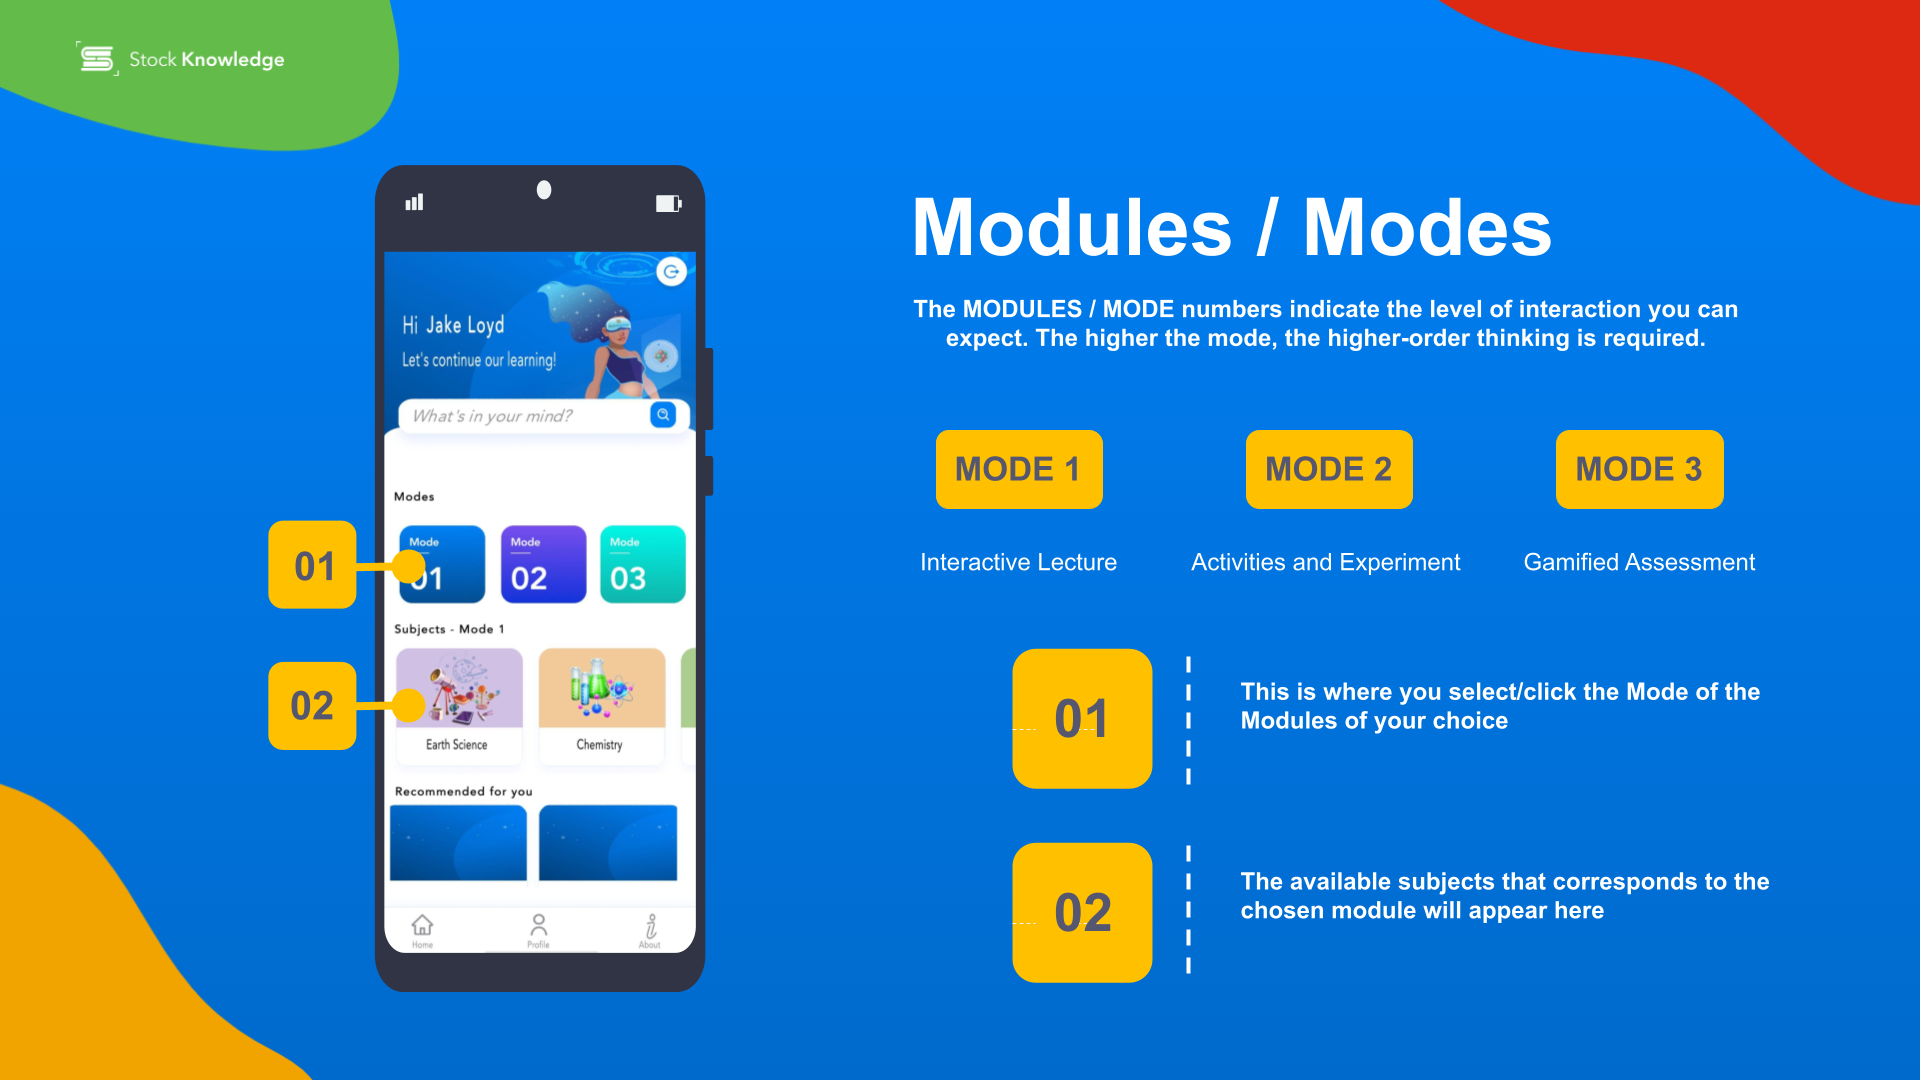 Stock Knowledge
Hi Jake Loyd
Let's continue our learning!
What's in your mind?
Modes
Mode
01
Mode
02
Mode
03
01
Subjects - Mode 1
02
Earth Science
Chemistry
Recommended for you
Home
Profile
About
Modules / Modes
The MODULES / MODE numbers indicate the level of interaction you can
expect. The higher the mode, the higher-order thinking is required.
MODE 1
MODE 2
MODE 3
Interactive Lecture
Activities and Experiment
Gamified Assessment
01
This is where you select/click the Mode of the
Modules of your choice
02
The available subjects that corresponds to the
chosen module will appear here